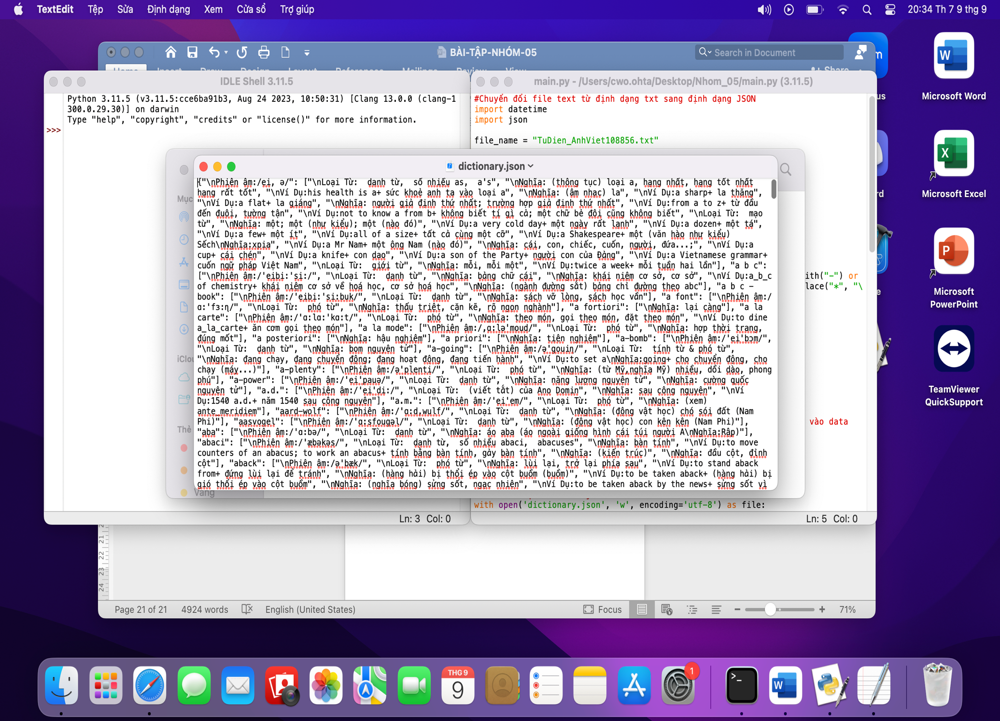 TextEdit Tệp Sửa Định dạng Xem Cửa sổ Trợ giúp
20:34 Th 7 9 thg 9
BÀI-TẬP-NHÓM-05
Search in Document
IDLE Shell 3.11.5
Python 3.11.5 (v3.11.5:cce6ba91b3, Aug 24 2023, 10:50:31) [Clang 13.0.0 (clang-1
300.0.29.30)] on darwin
Type "help", "copyright", "credits" or "license()" for more information.
>>>
main.py - /Users/cwo.ohta/Desktop/Nhom_05/main.py (3.11.5)
#Chuyển đổi file text từ định dạng txt sang định dạng JSON
import datetime
import json
file_name = "TuDien_AnhViet108856.txt"
dictionary.json
{"\nPhiên âm:/ei, ə/": ["\nLoại Từ:  danh từ,  số nhiều as,  a's", "\nNghĩa: (thông tục) loại a, hạng nhất, hạng tốt nhất
hạng rất tốt", "\nVí Dụ:his health is a+ sức khoẻ anh ta vào loại a", "\nNghĩa: (âm nhạc) la", "\nVí Dụ:a sharp+ la thăng",
"\nVí Dụ:a flat+ la giáng", "\nNghĩa: người giả định thứ nhất; trường hợp giả định thứ nhất", "\nVí Dụ:from a to z+ từ đầu
đến đuôi, tường tận", "\nVí Dụ:not to know a from b+ không biết tí gì cả; một chữ bẻ đôi cũng không biết", "\nLoại Từ:  mạo
từ", "\nNghĩa: một; một (như kiểu); một (nào đó)", "\nVí Dụ:a very cold day+ một ngày rất lạnh", "\nVí Dụ:a dozen+ một tá",
"\nVí Dụ:a few+ một ít", "\nVí Dụ:all of a size+ tất cả cùng một cỡ", "\nVí Dụ:a Shakespeare+ một (văn hào như kiểu)
Sếch\nNghĩa:xpia", "\nVí Dụ:a Mr Nam+ một ông Nam (nào đó)", "\nNghĩa: cái, con, chiếc, cuốn, người, đứa...;", "\nVí Dụ:a
cup+ cái chén", "\nVí Dụ:a knife+ con dao", "\nVí Dụ:a son of the Party+ người con của Đảng", "\nVí Dụ:a Vietnamese grammar+
cuốn ngữ pháp Việt Nam", "\nLoại Từ:  giới từ", "\nNghĩa: mỗi, mỗi một", "\nVí Dụ:twice a week+ mỗi tuần hai lần"], "a b c":
["\nPhiên âm:/'eibi:'si:/", "\nLoại Từ:  danh từ", "\nNghĩa: bảng chữ cái", "\nNghĩa: khái niệm cơ sở, cơ sở", "\nVí Dụ:a_b_c
of chemistry+ khái niệm cơ sở về hoá học, cơ sở hoá học", "\nNghĩa: (ngành đường sắt) bảng chỉ đường theo abc"], "a b c -
book": ["\nPhiên âm:/'eibi:'si:buk/", "\nLoại Từ:  danh từ", "\nNghĩa: sách vỡ lòng, sách học vần"], "a font": ["\nPhiên âm:/
ɑ:'fɜ:ɳ/", "\nLoại Từ:  phó từ", "\nNghĩa: thấu triệt, cặn kẽ, rõ ngọn nghành"], "a fortiori": ["\nNghĩa: lại càng"], "a la
carte": ["\nPhiên âm:/'ɑ:lɑ:'kɑ:t/", "\nLoại Từ:  phó từ", "\nNghĩa: theo món, gọi theo món, đặt theo món", "\nVí Dụ:to dine
a_la_carte+ ăn cơm gọi theo món"], "a la mode": ["\nPhiên âm:/,ɑ:lə'moud/", "\nLoại Từ:  phó từ", "\nNghĩa: hợp thời trang,
đúng mốt"], "a posteriori": ["\nNghĩa: hậu nghiệm"], "a priori": ["\nNghĩa: tiên nghiệm"], "a-bomb": ["\nPhiên âm:/'ei'bɔm/",
"\nLoại Từ:  danh từ", "\nNghĩa: bom nguyên tử"], "a-going": ["\nPhiên âm:/ə'gouiɳ/", "\nLoại Từ:  tính từ & phó từ",
"\nNghĩa: đang chạy, đang chuyển động; đang hoạt động, đang tiến hành", "\nVí Dụ:to set a\nNghĩa:going+ cho chuyển động, cho
chạy (máy...)"], "a-plenty": ["\nPhiên âm:/ə'plenti/", "\nLoại Từ:  phó từ", "\nNghĩa: (từ Mỹ,nghĩa Mỹ) nhiều, dồi dào, phong
phú"], "a-power": ["\nPhiên âm:/'ei'pauə/", "\nLoại Từ:  danh từ", "\nNghĩa: năng lượng nguyên tử", "\nNghĩa: cường quốc
nguyên tử"], "a.d.": ["\nPhiên âm:/'ei'di:/", "\nLoại Từ:  (viết tắt) của Ano Domin", "\nNghĩa: sau công nguyên", "\nVí
Dụ:1540 a.d.+ năm 1540 sau công nguyên"], "a.m.": ["\nPhiên âm:/'ei'em/", "\nLoại Từ:  phó từ", "\nNghĩa: (xem)
ante_meridiem"], "aard-wolf": ["\nPhiên âm:/'ɑ:d,wulf/", "\nLoại Từ:  danh từ", "\nNghĩa: (động vật học) chó sói đất (Nam
Phi)"], "aasvogel": ["\nPhiên âm:/'ɑ:sfougəl/", "\nLoại Từ:  danh từ", "\nNghĩa: (động vật học) con kên kên (Nam Phi)"],
"aba": ["\nPhiên âm:/'ɑ:bə/", "\nLoại Từ:  danh từ", "\nNghĩa: áo aba (áo ngoài giống hình cái túi người A\nNghĩa:Rập)"],
"abaci": ["\nPhiên âm:/'æbəkəs/", "\nLoại Từ:  danh từ,  số nhiều abaci,  abacuses", "\nNghĩa: bàn tính", "\nVí Dụ:to move
counters of an abacus; to work an abacus+ tính bằng bàn tính, gảy bàn tính", "\nNghĩa: (kiến trúc)", "\nNghĩa: đầu cột, đỉnh
cột"], "aback": ["\nPhiên âm:/ə'bæk/", "\nLoại Từ:  phó từ", "\nNghĩa: lùi lại, trở lại phía sau", "\nVí Dụ:to stand aback
from+ đứng lùi lại để tránh", "\nNghĩa: (hàng hải) bị thổi ép vào cột buồm (buồm)", "\nVí Dụ:to be taken aback+ (hàng hải) bị
gió thổi ép vào cột buồm", "\nNghĩa: (nghĩa bóng) sửng sốt, ngạc nhiên", "\nVí Dụ:to be taken aback by the news+ sửng sốt vì
Mục
iClou
Thẻ
Vàng
ith("-") or
lace("*", "\
vào data
with open('dictionary.json', 'w', encoding='utf-8') as file:
Ln: 3 Col: 0
Ln: 5 Col: 0
21
22
23
24
Page 21 of 21 4924 words English (United States) Focus 71%
Microsoft Word
Microsoft Excel
Microsoft
PowerPoint
TeamViewer
QuickSupport
THG 9
9
1